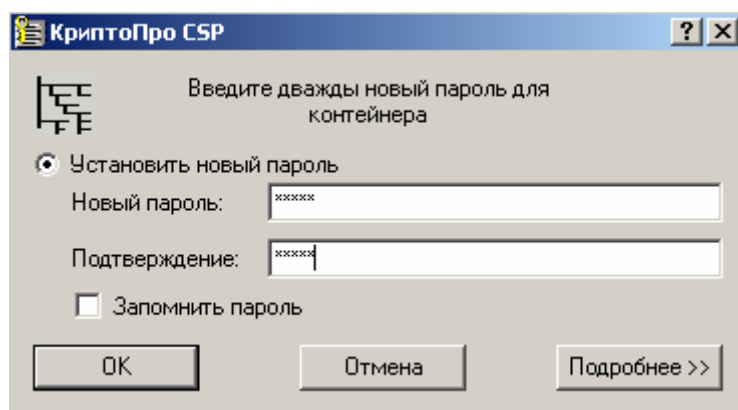 КриптоПро CSP
Введите дважды новый пароль для
контейнера
Установить новый пароль
Новый пароль: *****
Подтверждение: *****
Запомнить пароль
OK Отмена Подробнее >>